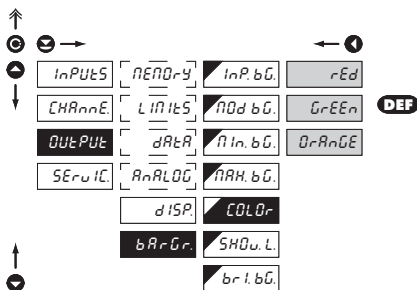 InPUtS MEMOrY InP. bG. rEd
CHAnnE. LIMItS MOd bG. GrEEn DEF
OUtPUt dAtA MIn. bG. OrAnGE
SErvIC. AnALOG MAX. bG.
dISP. COLOr
bArGr. SHOw. L.
brI. bG.